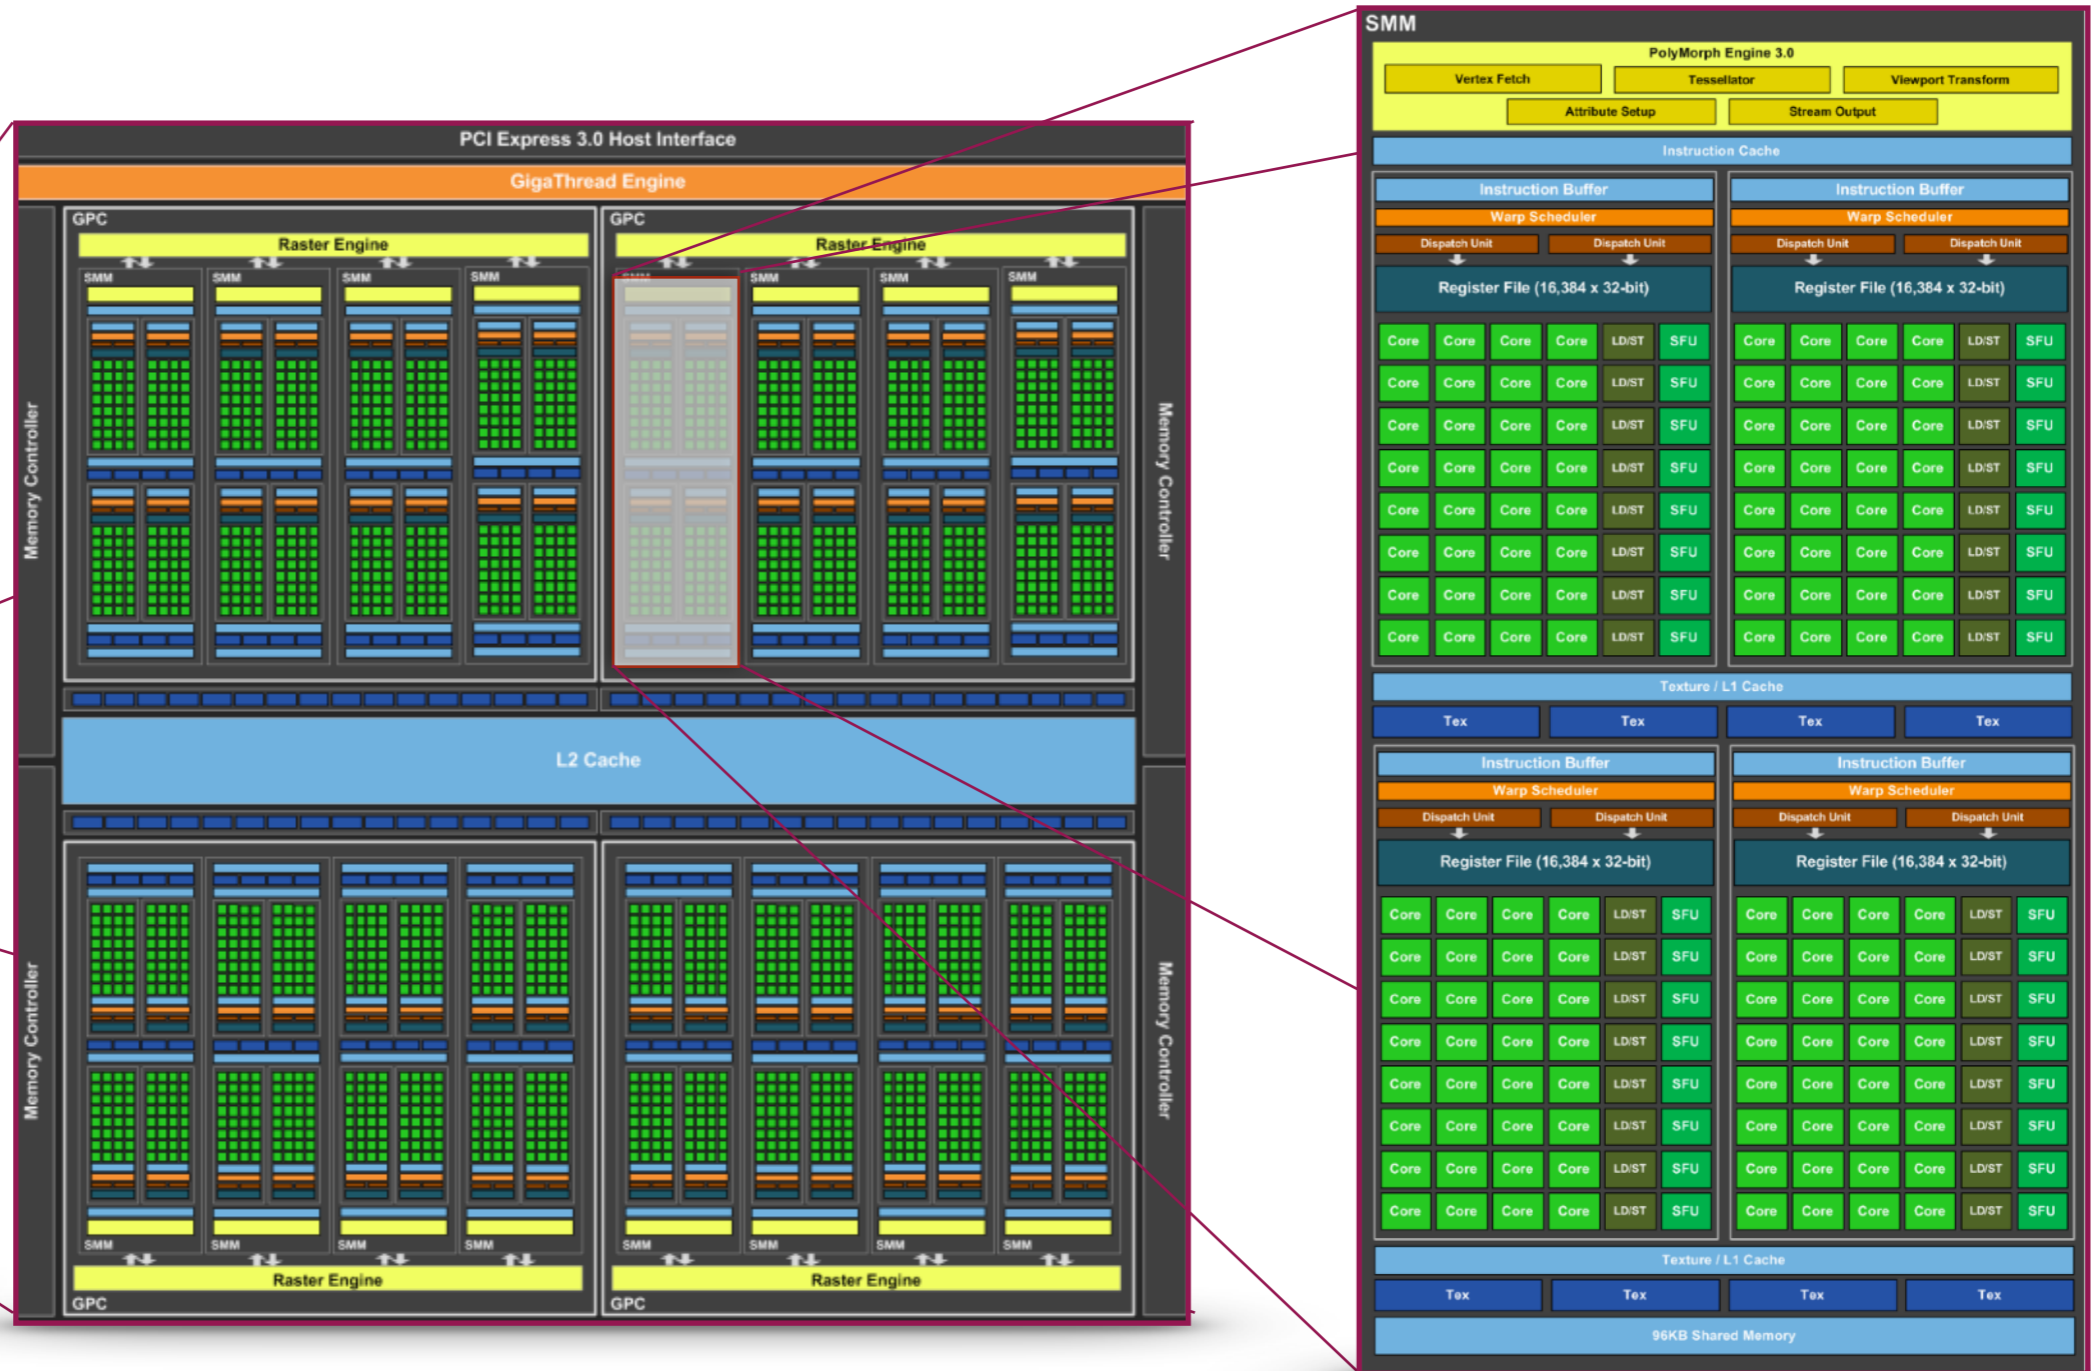 PCI Express 3.0 Host Interface
GigaThread Engine
GPC
GPC
Raster Engine
Raster Engine
SMM
SMM
SMM
SMM
SMM
SMM
SMM
SMM
Memory Controller
Memory Controller
L2 Cache
Memory Controller
Memory Controller
SMM
SMM
SMM
SMM
SMM
SMM
SMM
SMM
Raster Engine
Raster Engine
GPC
GPC
SMM
PolyMorph Engine 3.0
Vertex Fetch Tessellator Viewport Transform
Attribute Setup Stream Output
Instruction Cache
Instruction Buffer Instruction Buffer
Warp Scheduler Warp Scheduler
Dispatch Unit Dispatch Unit Dispatch Unit Dispatch Unit
Register File (16,384 x 32-bit) Register File (16,384 x 32-bit)
Core Core Core Core LD/ST SFU Core Core Core Core LD/ST SFU
Core Core Core Core LD/ST SFU Core Core Core Core LD/ST SFU
Core Core Core Core LD/ST SFU Core Core Core Core LD/ST SFU
Core Core Core Core LD/ST SFU Core Core Core Core LD/ST SFU
Core Core Core Core LD/ST SFU Core Core Core Core LD/ST SFU
Core Core Core Core LD/ST SFU Core Core Core Core LD/ST SFU
Core Core Core Core LD/ST SFU Core Core Core Core LD/ST SFU
Core Core Core Core LD/ST SFU Core Core Core Core LD/ST SFU
Texture / L1 Cache
Tex Tex Tex Tex
Instruction Buffer Instruction Buffer
Warp Scheduler Warp Scheduler
Dispatch Unit Dispatch Unit Dispatch Unit Dispatch Unit
Register File (16,384 x 32-bit) Register File (16,384 x 32-bit)
Core Core Core Core LD/ST SFU Core Core Core Core LD/ST SFU
Core Core Core Core LD/ST SFU Core Core Core Core LD/ST SFU
Core Core Core Core LD/ST SFU Core Core Core Core LD/ST SFU
Core Core Core Core LD/ST SFU Core Core Core Core LD/ST SFU
Core Core Core Core LD/ST SFU Core Core Core Core LD/ST SFU
Core Core Core Core LD/ST SFU Core Core Core Core LD/ST SFU
Core Core Core Core LD/ST SFU Core Core Core Core LD/ST SFU
Core Core Core Core LD/ST SFU Core Core Core Core LD/ST SFU
Texture / L1 Cache
Tex Tex Tex Tex
96KB Shared Memory